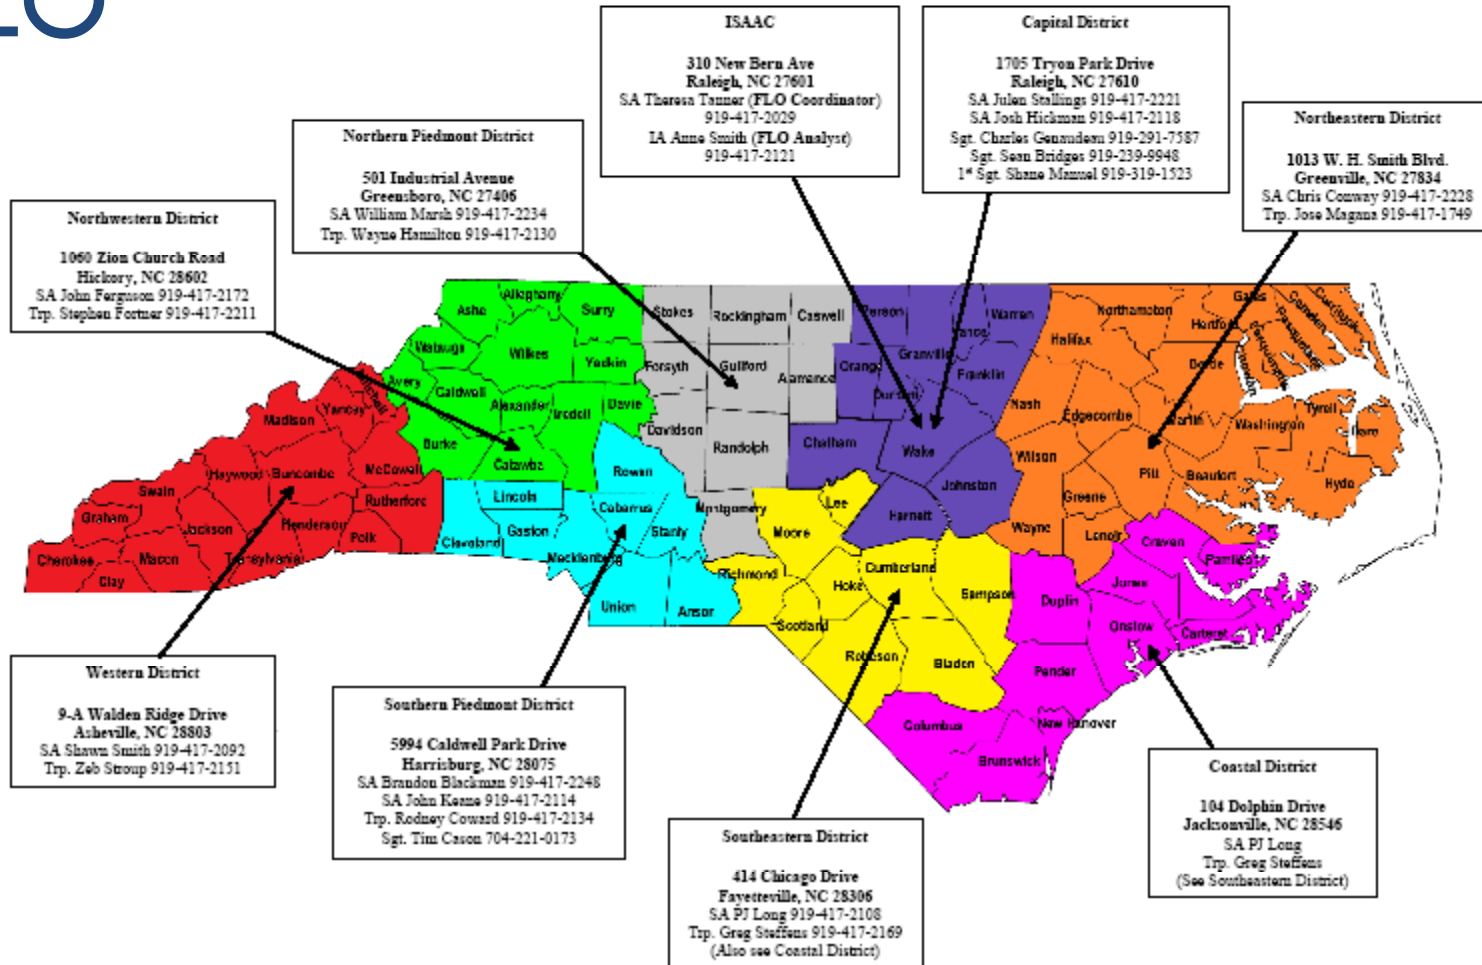 LO
ISAAC
310 New Bern Ave
Raleigh, NC 27601
SA Theresa Tanner (FLO Coordinator)
919-417-2029
IA Anne Smith (FLO Analyst)
919-417-2121
Capital District
1705 Tryon Park Drive
Raleigh, NC 27610
SA Julen Stallings 919-417-2221
SA Josh Hickman 919-417-2118
Sgt. Charles Genaudeau 919-291-7587
Sgt. Sean Bridges 919-239-9948
1st Sgt. Shane Manuel 919-319-1523
Northeastern District
1013 W. H. Smith Blvd.
Greenville, NC 27834
SA Chris Conway 919-417-2228
Trp. Jose Magana 919-417-1749
Northern Piedmont District
501 Industrial Avenue
Greensboro, NC 27406
SA William Marsh 919-417-2234
Trp. Wayne Hamilton 919-417-2130
Northwestern District
1060 Zion Church Road
Hickory, NC 28602
SA John Ferguson 919-417-2172
Trp. Stephen Fortner 919-417-2211
Ashe
Alleghany
Surry
Stokes
Rockingham
Caswell
Person
Vance
Warren
Northampton
Gates
Hertford
Camden
Currituck
Pasquotank
Perquimans
Chowan
Halifax
Watauga
Wilkes
Yadkin
Forsyth
Guilford
Alamance
Orange
Durham
Granville
Franklin
Bertie
Mitchell
Avery
Caldwell
Alexander
Iredell
Davie
Nash
Edgecombe
Martin
Washington
Tyrell
Dare
Madison
Yancey
Burke
Catawba
Davidson
Randolph
Chatham
Wake
Wilson
Pitt
Beaufort
Hyde
Swain
Haywood
Buncombe
McCowell
Rowan
Johnston
Greene
Graham
Jackson
Henderson
Rutherford
Polk
Lincoln
Cabarrus
Stanly
Montgomery
Moore
Lee
Harnett
Wayne
Lenoir
Craven
Pamlico
Cherokee
Macon
Clay
Transylvania
Cleveland
Gaston
Mecklenburg
Richmond
Hoke
Cumberland
Sampson
Duplin
Jones
Union
Anson
Scotland
Robeson
Bladen
Onslow
Carteret
Pender
Columbus
New Hanover
Brunswick
Western District
9-A Walden Ridge Drive
Asheville, NC 28803
SA Shawn Smith 919-417-2092
Trp. Zeb Stroup 919-417-2151
Southern Piedmont District
5994 Caldwell Park Drive
Harrisburg, NC 28075
SA Brandon Blackman 919-417-2248
SA John Keane 919-417-2114
Trp. Rodney Coward 919-417-2134
Sgt. Tim Cason 704-221-0173
Southeastern District
414 Chicago Drive
Fayetteville, NC 28306
SA PJ Long 919-417-2108
Trp. Greg Steffens 919-417-2169
(Also see Coastal District)
Coastal District
104 Dolphin Drive
Jacksonville, NC 28546
SA PJ Long
Trp. Greg Steffens
(See Southeastern District)